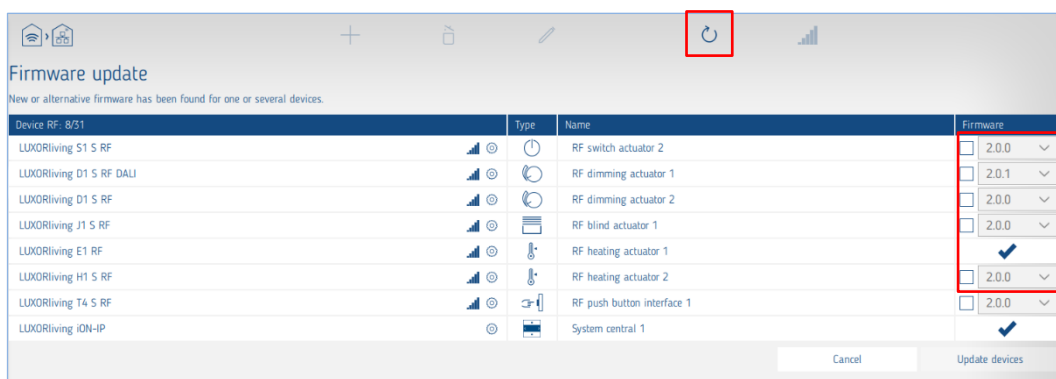 Firmware update
New or alternative firmware has been found for one or several devices.
Device RF: 8/31 Type Name Firmware
LUXORliving S1 S RF RF switch actuator 2 2.0.0
LUXORliving D1 S RF DALI RF dimming actuator 1 2.0.1
LUXORliving D1 S RF RF dimming actuator 2 2.0.0
LUXORliving J1 S RF RF blind actuator 1 2.0.0
LUXORliving E1 RF RF heating actuator 1
LUXORliving H1 S RF RF heating actuator 2 2.0.0
LUXORliving T4 S RF RF push button interface 1 2.0.0
LUXORliving iON-IP System central 1
Cancel Update devices